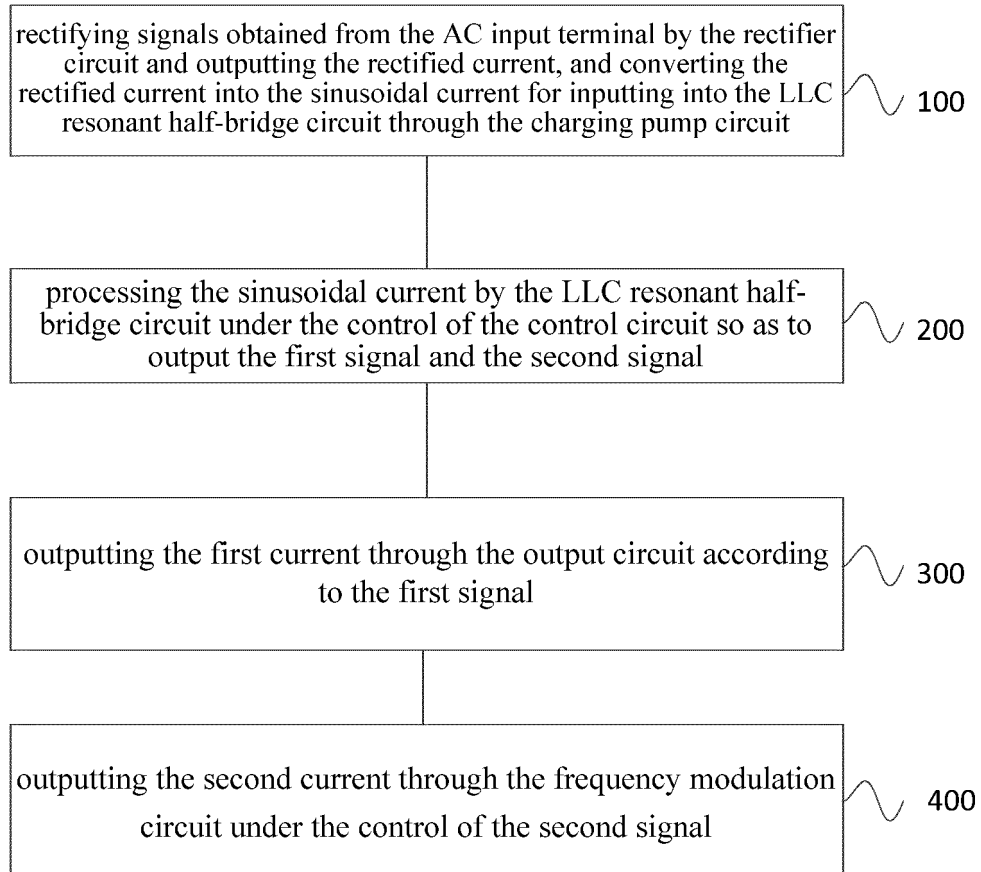 rectifying signals obtained from the AC input terminal by the rectifier
circuit and outputting the rectified current, and converting the
rectified current into the sinusoidal current for inputting into the LLC
resonant half-bridge circuit through the charging pump circuit
100
processing the sinusoidal current by the LLC resonant half-
bridge circuit under the control of the control circuit so as to
output the first signal and the second signal
200
outputting the first current through the output circuit according
to the first signal
300
outputting the second current through the frequency modulation
circuit under the control of the second signal
400